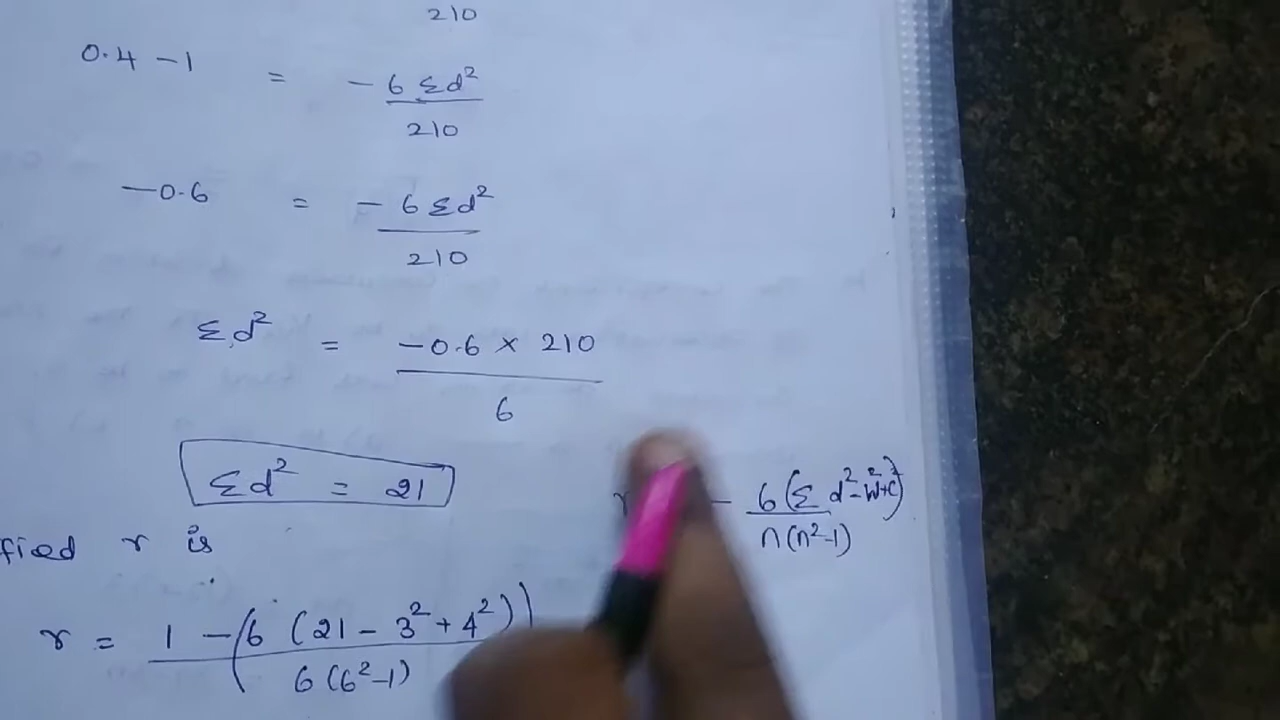 210
0.4 - 1 = - 6 Σd²
210
-0.6 = - 6 Σd²
210
Σd² = -0.6 × 210
6
Σd² = 21
r - 6(Σd² - w² + c²)
n(n²-1)
fied r is
r = 1 - (6 (21 - 3² + 4²))
6(6²-1)